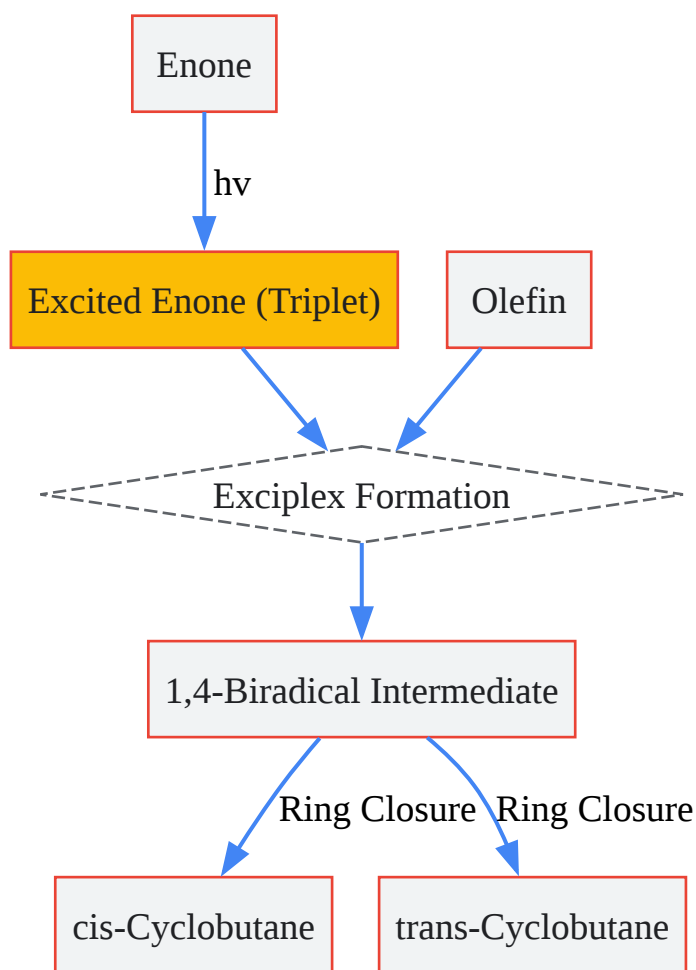 Enone
hv
Excited Enone (Triplet)
Olefin
Exciplex Formation
1,4-Biradical Intermediate
Ring Closure
Ring Closure
cis-Cyclobutane
trans-Cyclobutane